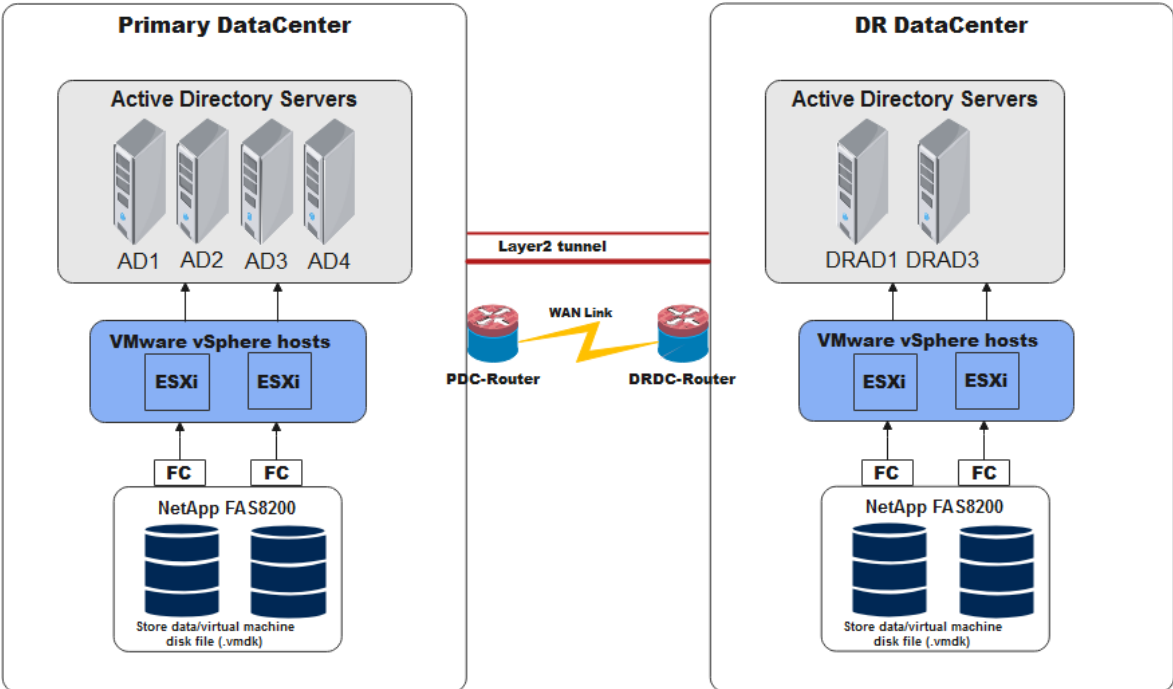 Primary DataCenter
Active Directory Servers
AD1 AD2 AD3 AD4
VMware vSphere hosts
ESXi ESXi
FC FC
NetApp FAS8200
Store data/virtual machine
disk file (.vmdk)
Layer2 tunnel
WAN Link
PDC-Router DRDC-Router
DR DataCenter
Active Directory Servers
DRAD1 DRAD3
VMware vSphere hosts
ESXi ESXi
FC FC
NetApp FAS8200
Store data/virtual machine
disk file (.vmdk)